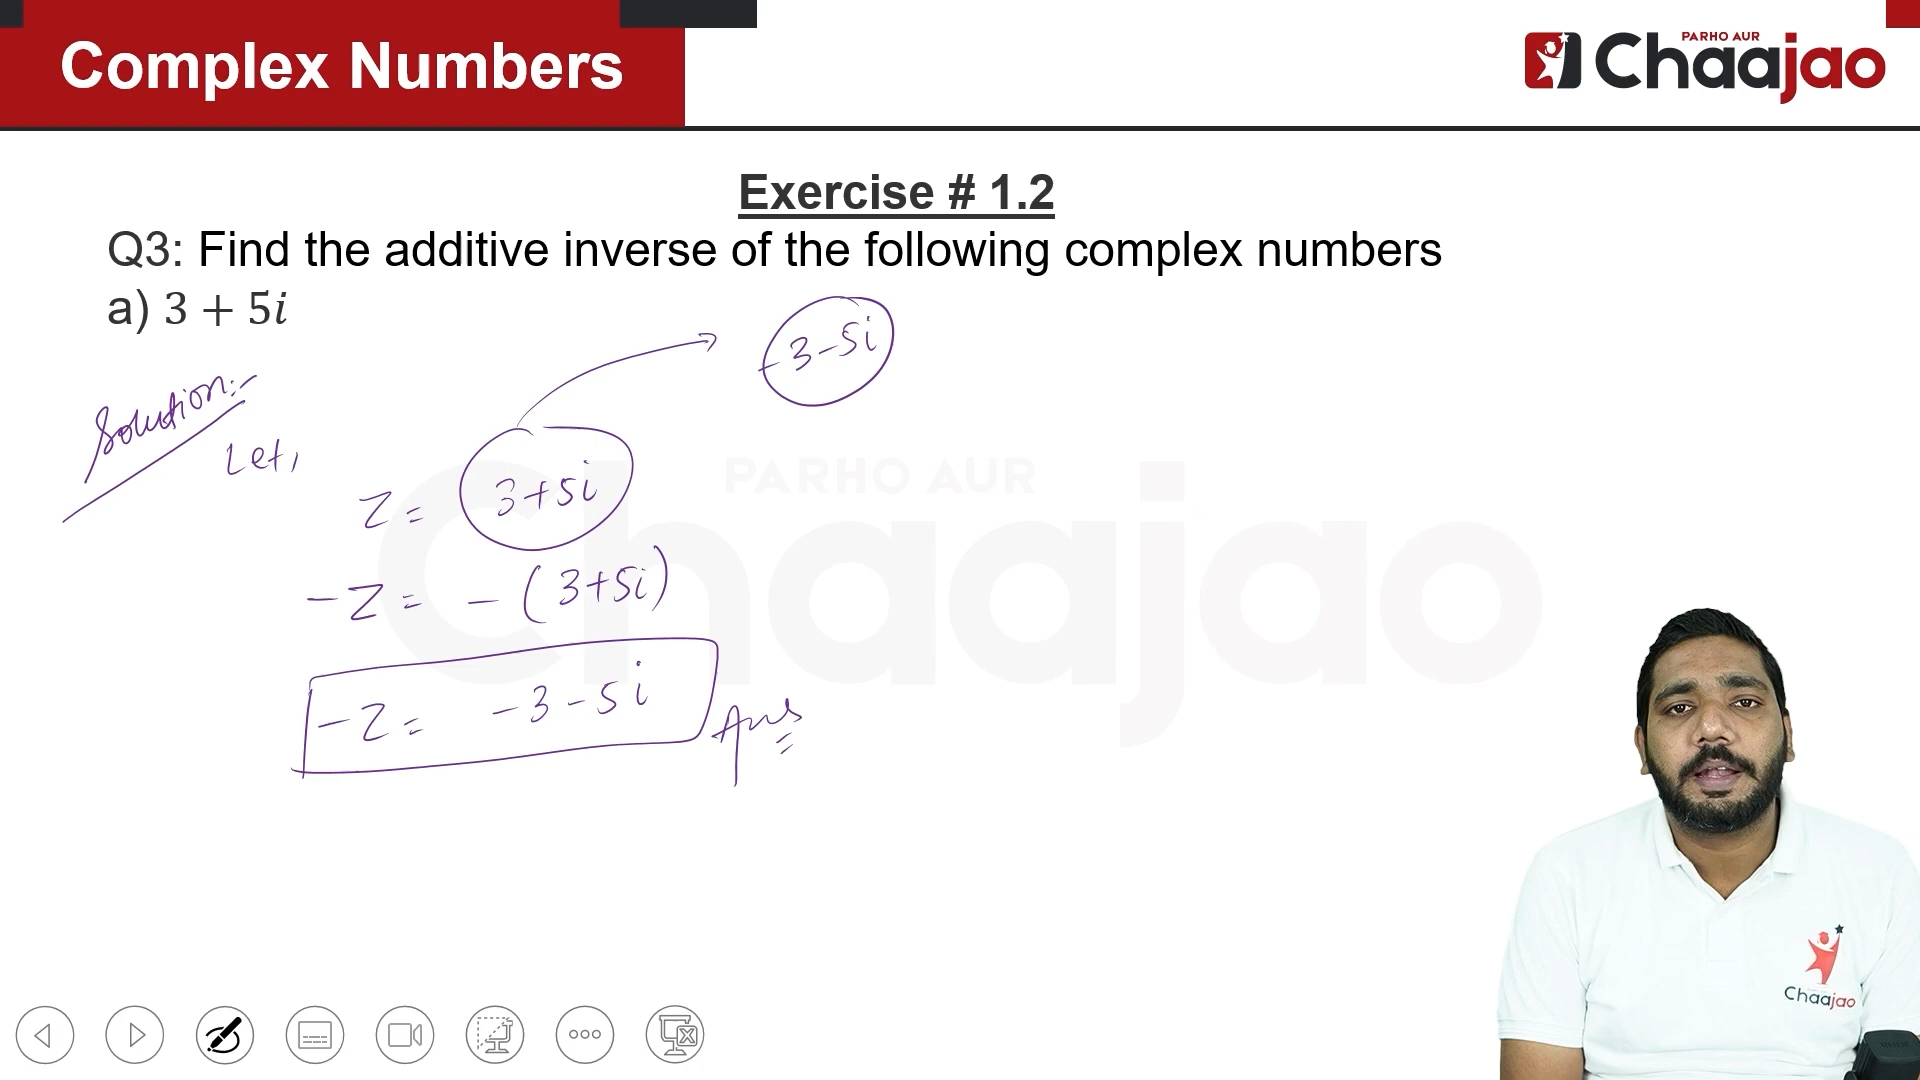 Complex Numbers
PARHO AUR
Chaajao
Exercise # 1.2
Q3: Find the additive inverse of the following complex numbers
a) 3 + 5i
-3-5i
Solution:-
Let,
z = 3+5i
-z = -(3+5i)
-z = -3-5i Ans
PARHO AUR
Chaajao
Chaajao